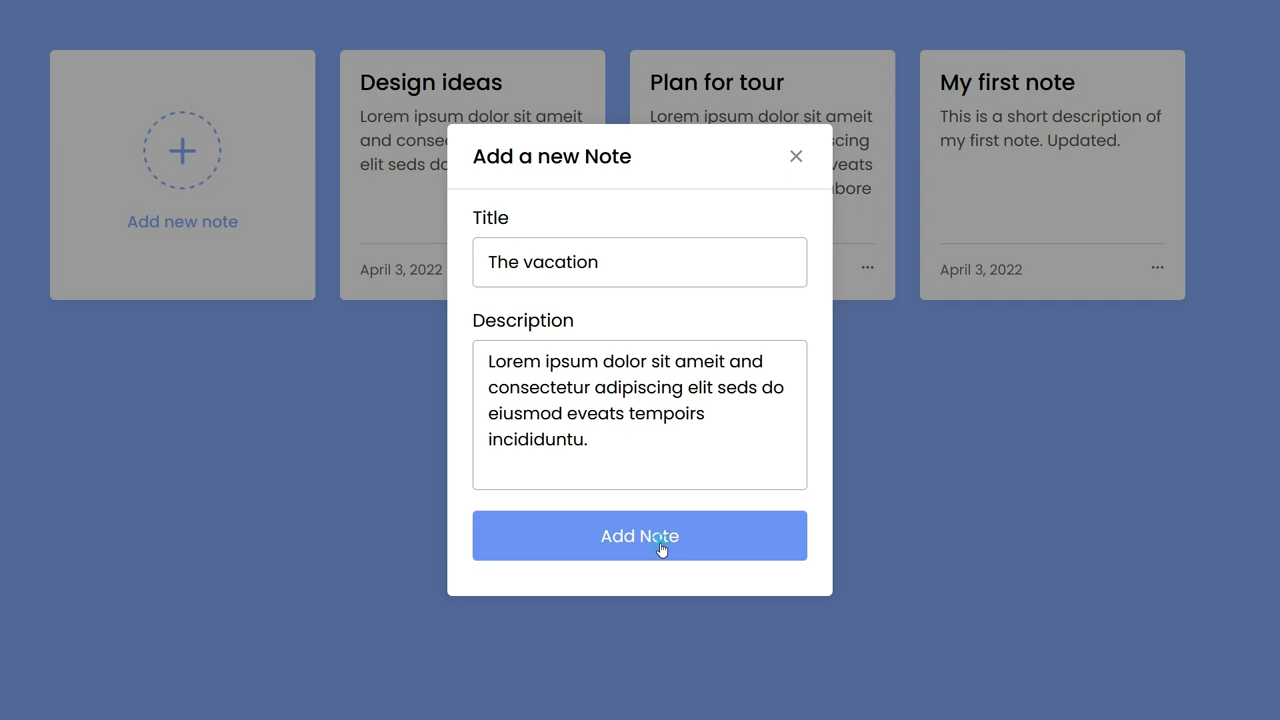 Add new note
Design ideas
Lorem ipsum dolor sit ameit
and conse
elit seds do
April 3, 2022
Plan for tour
Lorem ipsum dolor sit ameit
scing
veats
bore
...
My first note
This is a short description of
my first note. Updated.
April 3, 2022
...
Add a new Note
Title
The vacation
Description
Lorem ipsum dolor sit ameit and
consectetur adipiscing elit seds do
eiusmod eveats tempoirs
incididuntu.
Add Note